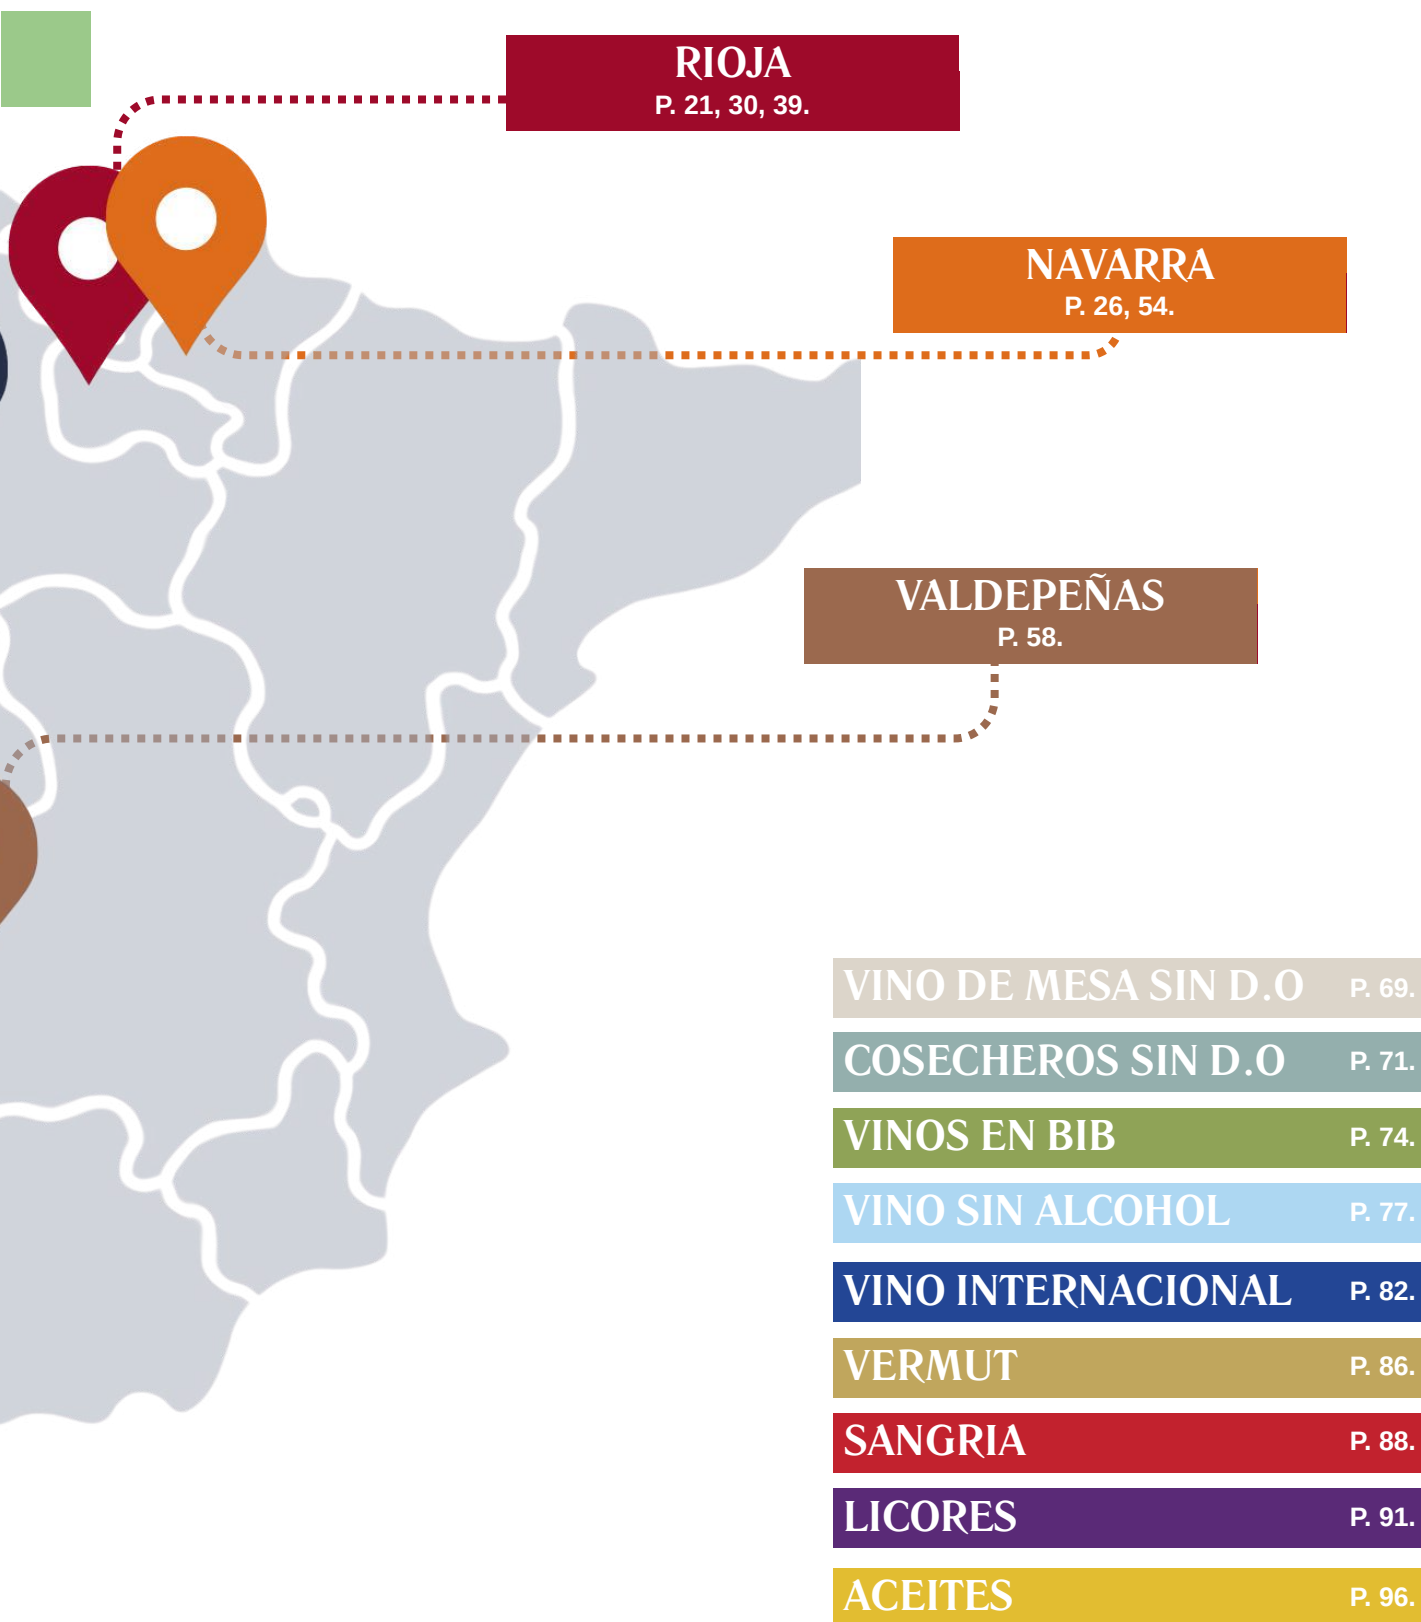 RIOJA
P. 21, 30, 39.
NAVARRA
P. 26, 54.
VALDEPEÑAS
P. 58.
VINO DE MESA SIN D.O P. 69.
COSECHEROS SIN D.O P. 71.
VINOS EN BIB P. 74.
VINO SIN ALCOHOL P. 77.
VINO INTERNACIONAL P. 82.
VERMUT P. 86.
SANGRIA P. 88.
LICORES P. 91.
ACEITES P. 96.